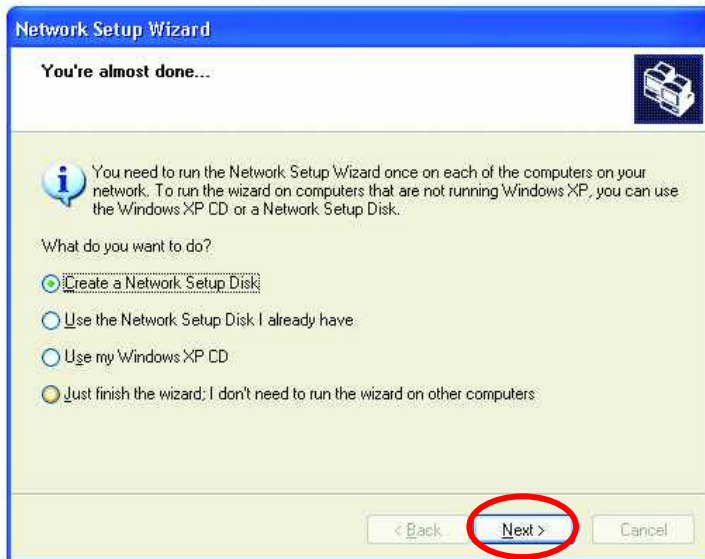 Network Setup Wizard
You're almost done...
You need to run the Network Setup Wizard once on each of the computers on your
network. To run the wizard on computers that are not running Windows XP, you can use
the Windows XP CD or a Network Setup Disk.
What do you want to do?
Create a Network Setup Disk
Use the Network Setup Disk I already have
Use my Windows XP CD
Just finish the wizard; I don't need to run the wizard on other computers
< Back
Next >
Cancel